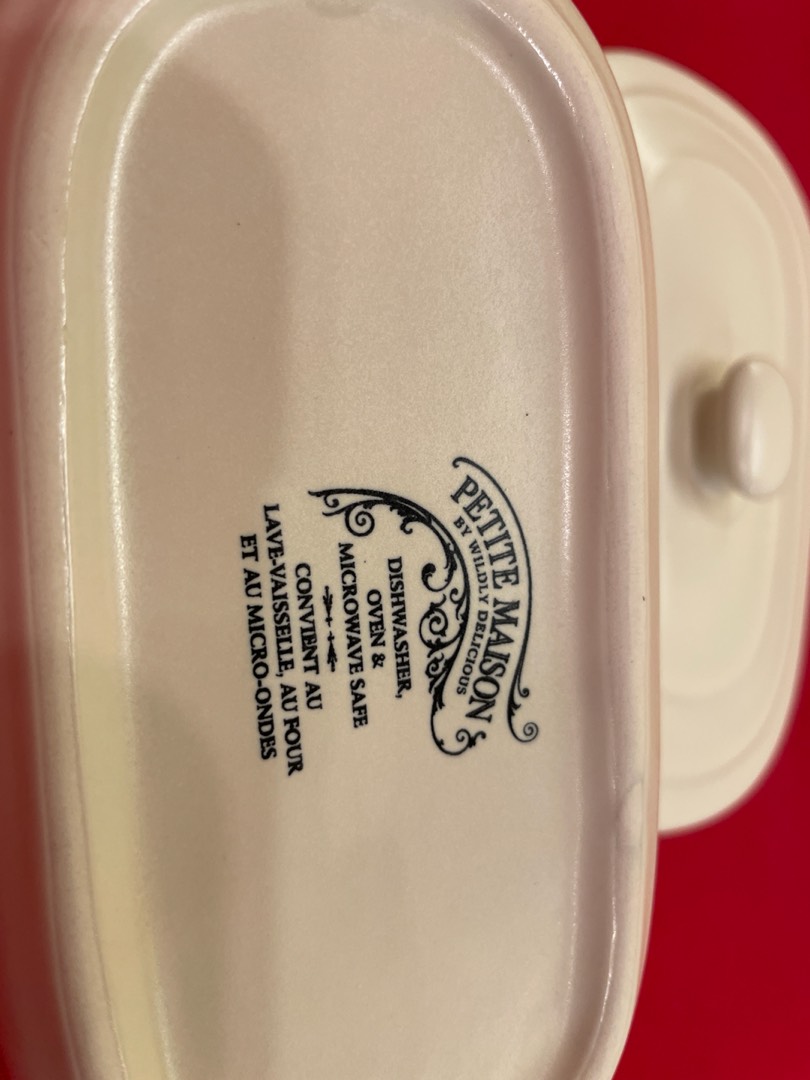 PETITE MAISON
BY WILDLY DELICIOUS
DISHWASHER,
OVEN &
MICROWAVE SAFE
CONVIENT AU
LAVE-VAISSELLE, AU FOUR
ET AU MICRO-ONDES